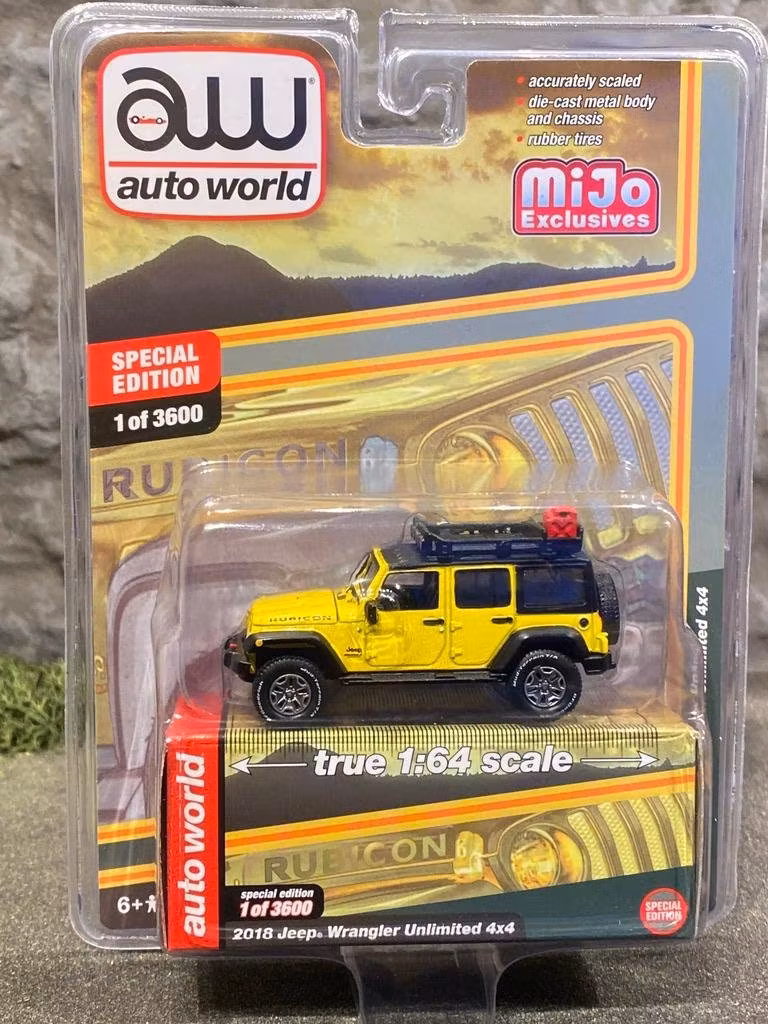 aw®
auto world
• accurately scaled
• die-cast metal body
and chassis
• rubber tires
MiJo
Exclusives
SPECIAL
EDITION
1 of 3600
RUBICON
RUBICON
Jeep
true 1:64 scale
auto world
RUBICON
special edition
1 of 3600
2018 Jeep® Wrangler Unlimited 4x4
SPECIAL
EDITION
6+
Unlimited 4x4